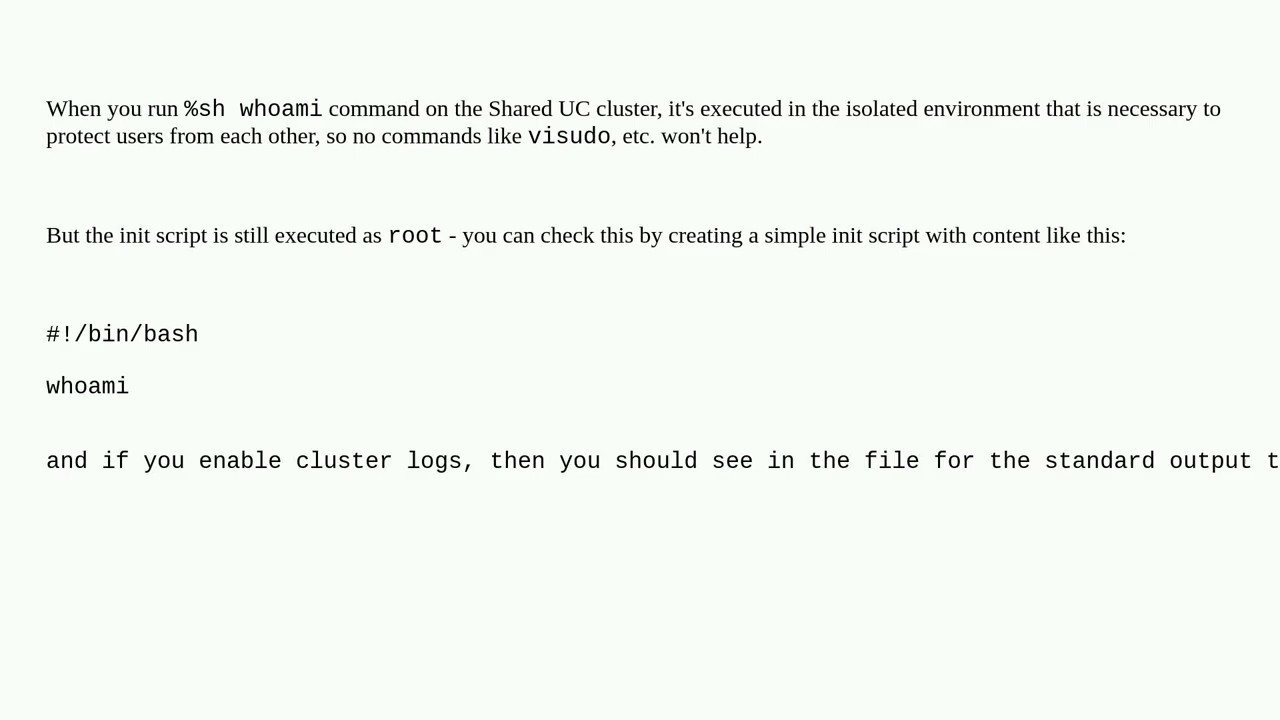 When you run %sh whoami command on the Shared UC cluster, it's executed in the isolated environment that is necessary to
protect users from each other, so no commands like visudo, etc. won't help.
But the init script is still executed as root - you can check this by creating a simple init script with content like this:
#!/bin/bash
whoami
and if you enable cluster logs, then you should see in the file for the standard output